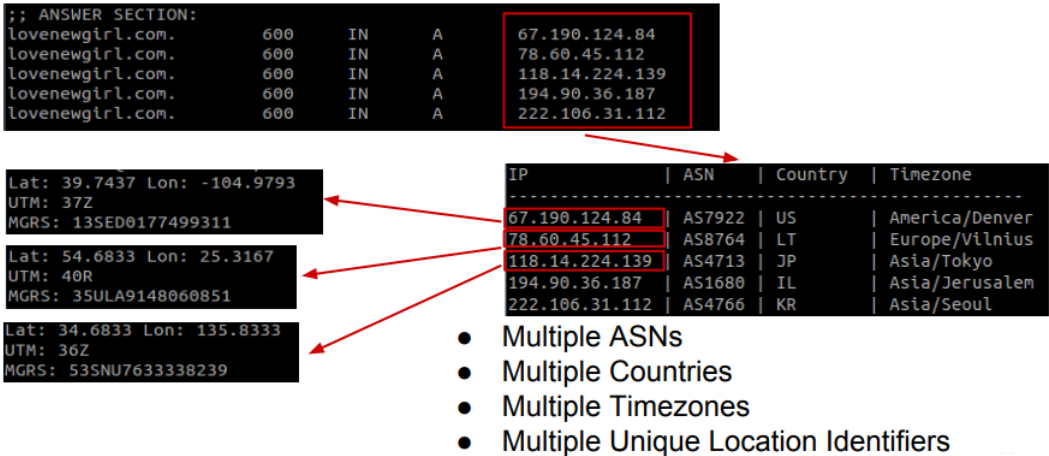 ;; ANSWER SECTION:
lovenewgirl.com. 600 IN A 67.190.124.84
lovenewgirl.com. 600 IN A 78.60.45.112
lovenewgirl.com. 600 IN A 118.14.224.139
lovenewgirl.com. 600 IN A 194.90.36.187
lovenewgirl.com. 600 IN A 222.106.31.112
Lat: 39.7437 Lon: -104.9793
UTM: 37Z
MGRS: 13SED0177499311
Lat: 54.6833 Lon: 25.3167
UTM: 40R
MGRS: 35ULA9148060851
Lat: 34.6833 Lon: 135.8333
UTM: 36Z
MGRS: 53SNU7633338239
IP | ASN | Country | Timezone
67.190.124.84 | AS7922 | US | America/Denver
78.60.45.112 | AS8764 | LT | Europe/Vilnius
118.14.224.139 | AS4713 | JP | Asia/Tokyo
194.90.36.187 | AS1680 | IL | Asia/Jerusalem
222.106.31.112 | AS4766 | KR | Asia/Seoul
● Multiple ASNs
● Multiple Countries
● Multiple Timezones
● Multiple Unique Location Identifiers